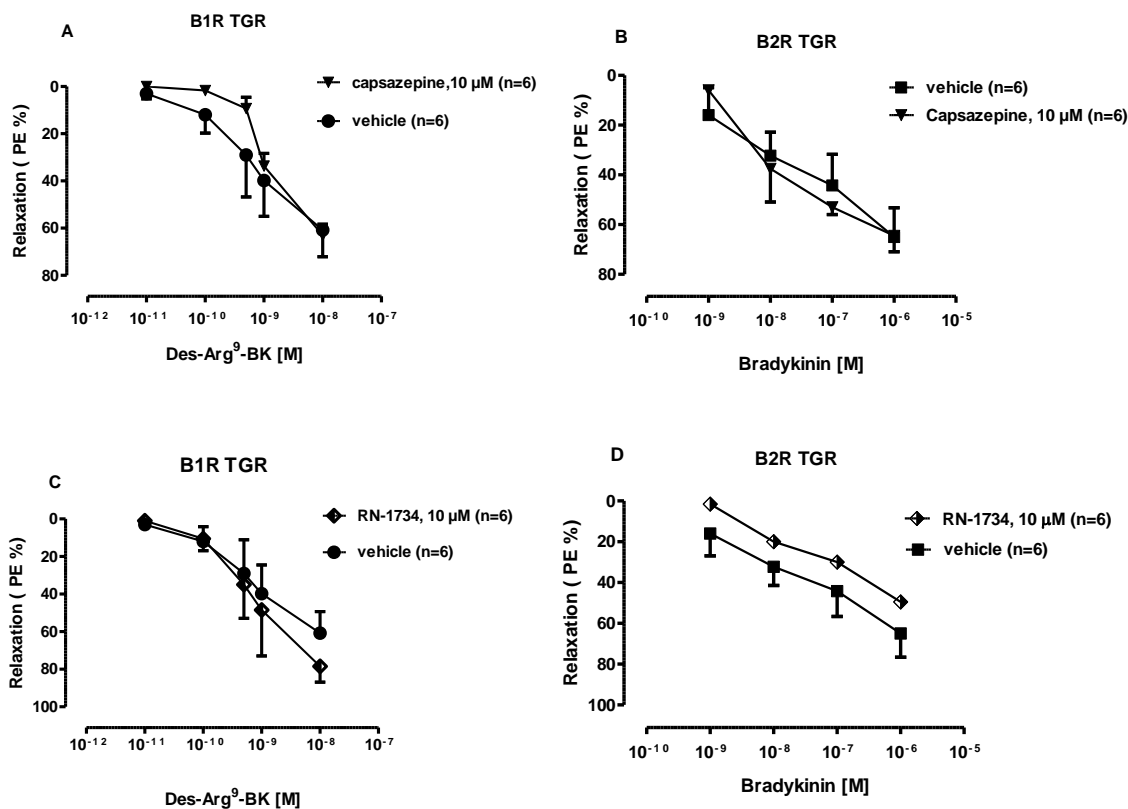 A
B1R TGR
capsazepine,10 µM (n=6)
vehicle (n=6)
Relaxation ( PE %)
0
20
40
60
80
10⁻¹² 10⁻¹¹ 10⁻¹⁰ 10⁻⁹ 10⁻⁸ 10⁻⁷
Des-Arg⁹-BK [M]
B
B2R TGR
vehicle (n=6)
Capsazepine, 10 µM (n=6)
Relaxation ( PE %)
0
20
40
60
80
10⁻¹⁰ 10⁻⁹ 10⁻⁸ 10⁻⁷ 10⁻⁶ 10⁻⁵
Bradykinin [M]
C
B1R TGR
RN-1734, 10 µM (n=6)
vehicle (n=6)
Relaxation ( PE %)
0
20
40
60
80
100
10⁻¹² 10⁻¹¹ 10⁻¹⁰ 10⁻⁹ 10⁻⁸ 10⁻⁷
Des-Arg⁹-BK [M]
D
B2R TGR
RN-1734, 10 µM (n=6)
vehicle (n=6)
Relaxation ( PE %)
0
20
40
60
80
100
10⁻¹⁰ 10⁻⁹ 10⁻⁸ 10⁻⁷ 10⁻⁶ 10⁻⁵
Bradykinin [M]